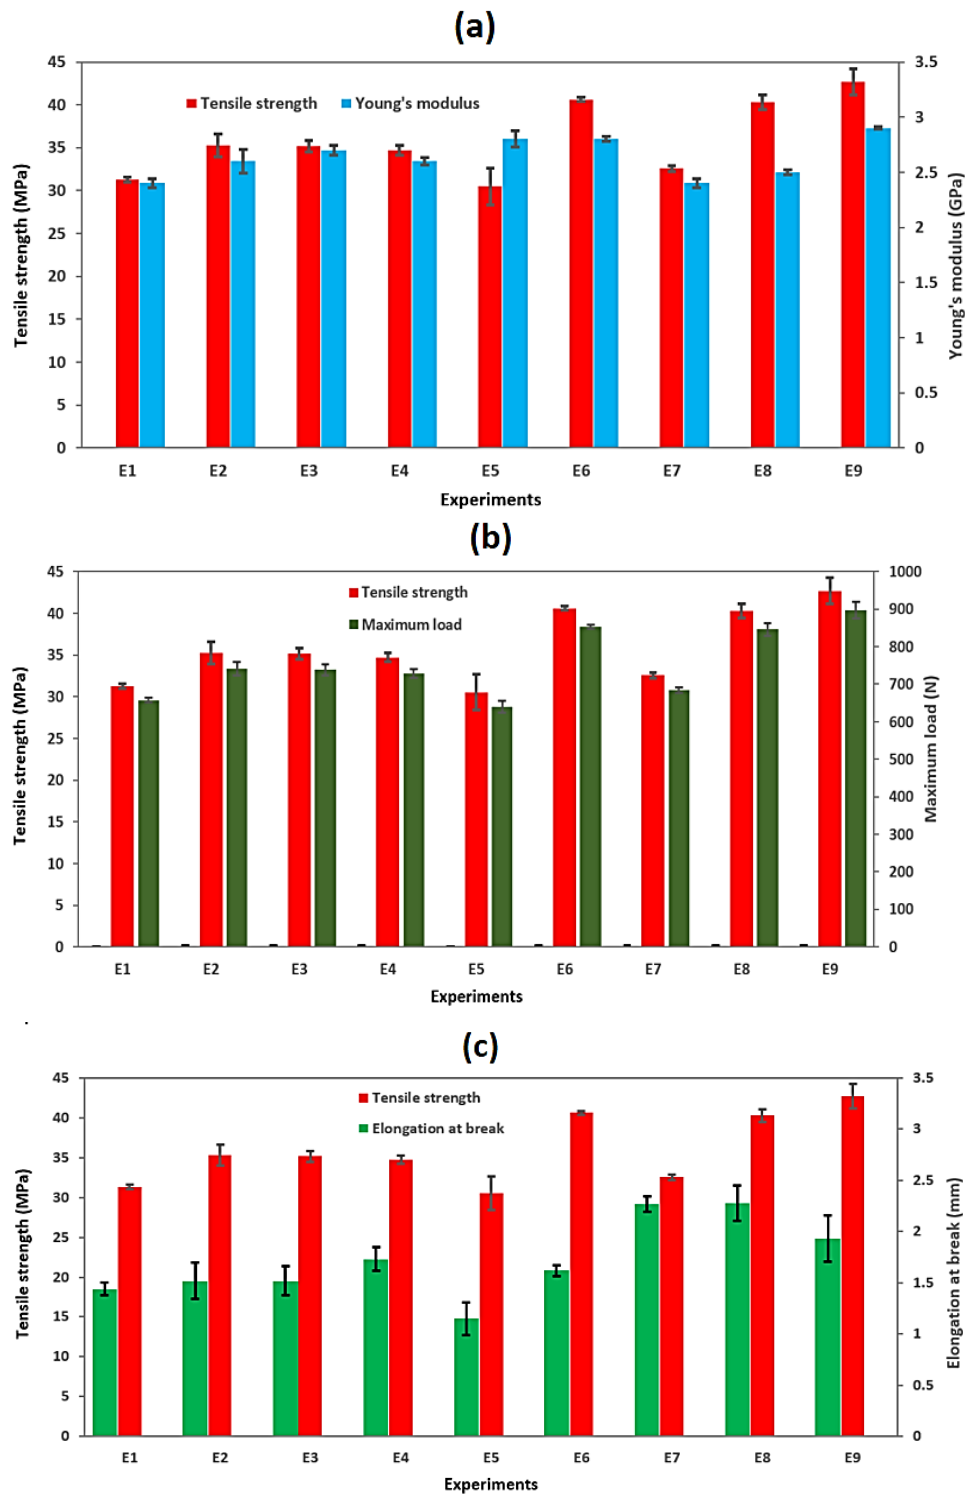 (a)
45
40
35
30
25
20
15
10
5
0
Tensile strength (MPa)
Tensile strength
Young's modulus
3.5
3
2.5
2
1.5
1
0.5
0
Young's modulus (GPa)
E1 E2 E3 E4 E5 E6 E7 E8 E9
Experiments
(b)
45
40
35
30
25
20
15
10
5
0
Tensile strength (MPa)
Tensile strength
Maximum load
1000
900
800
700
600
500
400
300
200
100
0
Maximum load (N)
E1 E2 E3 E4 E5 E6 E7 E8 E9
Experiments
(c)
45
40
35
30
25
20
15
10
5
0
Tensile strength (MPa)
Tensile strength
Elongation at break
3.5
3
2.5
2
1.5
1
0.5
0
Elongation at break (mm)
E1 E2 E3 E4 E5 E6 E7 E8 E9
Experiments